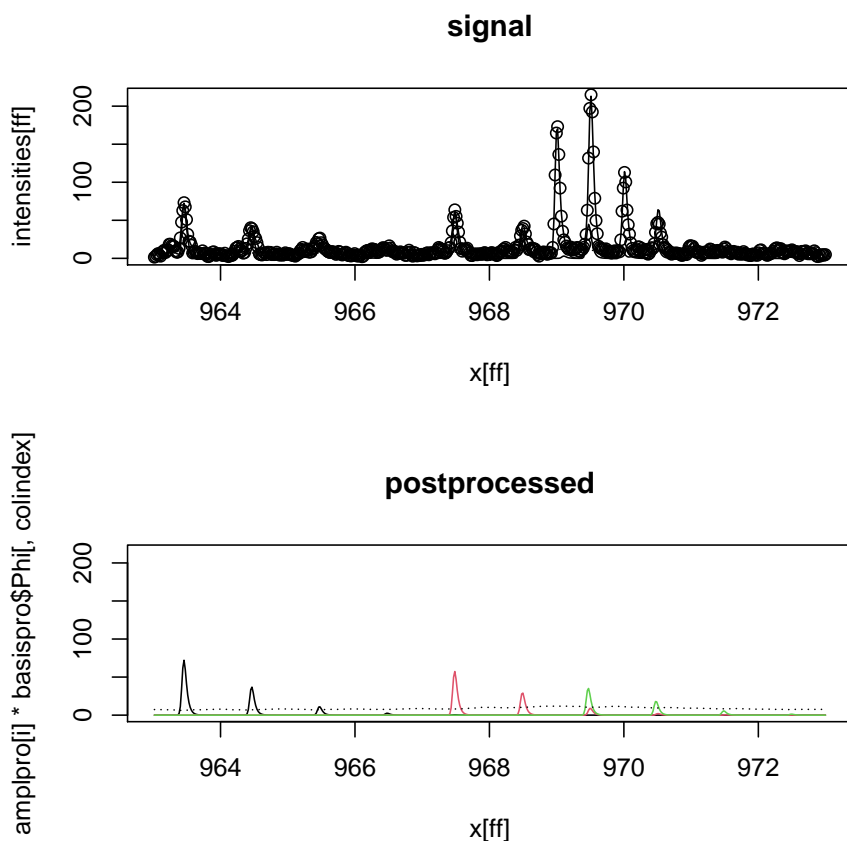 signal
intensities[ff]
200
100
0
964 966 968 970 972
x[ff]
postprocessed
amplpro[i] * basispro$Phi[, colindex]
200
100
0
964 966 968 970 972
x[ff]